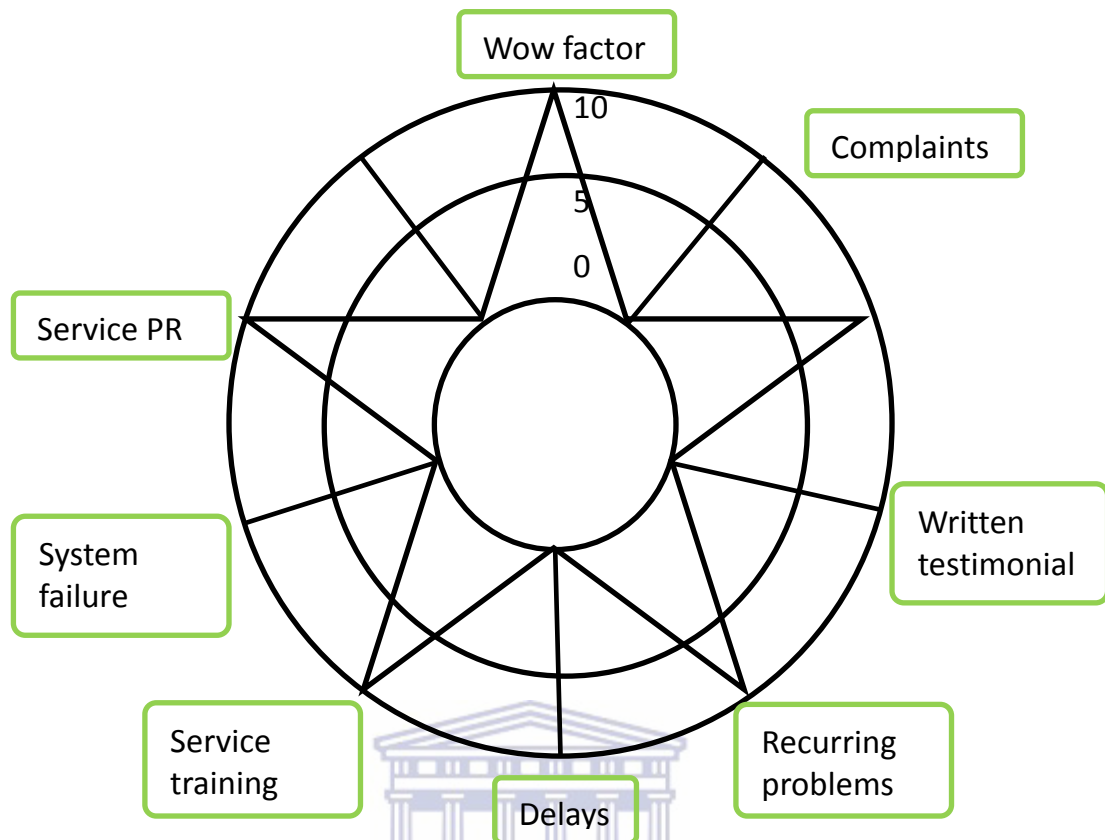 Wow factor
10
Complaints
5
0
Service PR
Written
testimonial
System
failure
Service
training
Recurring
problems
Delays